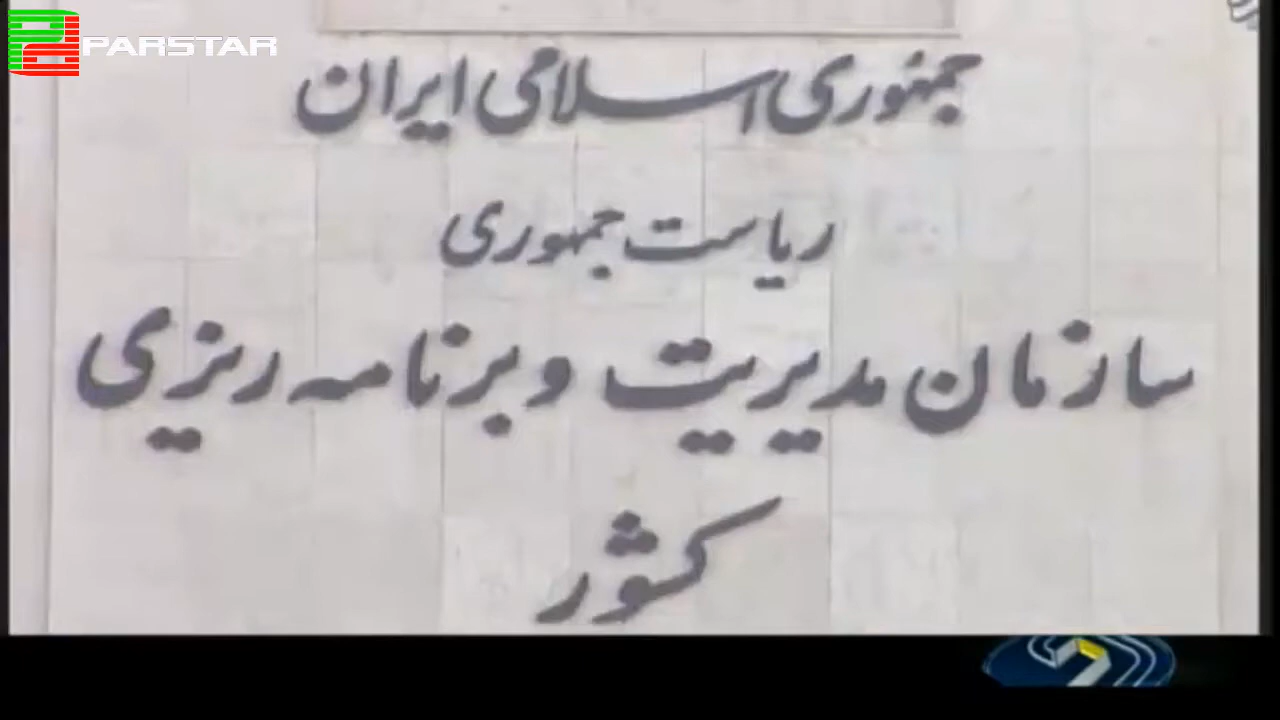 PARSTAR
جمهوری اسلامی ایران
ریاست جمهوری
سازمان مدیریت و برنامه ریزی
کشور